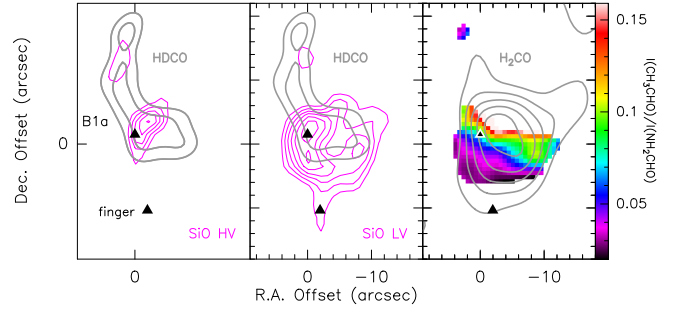 HDCO
HDCO
H₂CO
B1a
finger
SiO HV
SiO LV
Dec. Offset (arcsec)
0
0
0 −10
0 −10
R.A. Offset (arcsec)
0.15
0.10
0.05
I(CH₃CHO)/I(NH₂CHO)